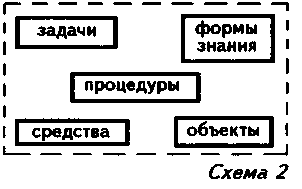 задачи
формы
знания
процедуры
средства
объекты
Схема 2